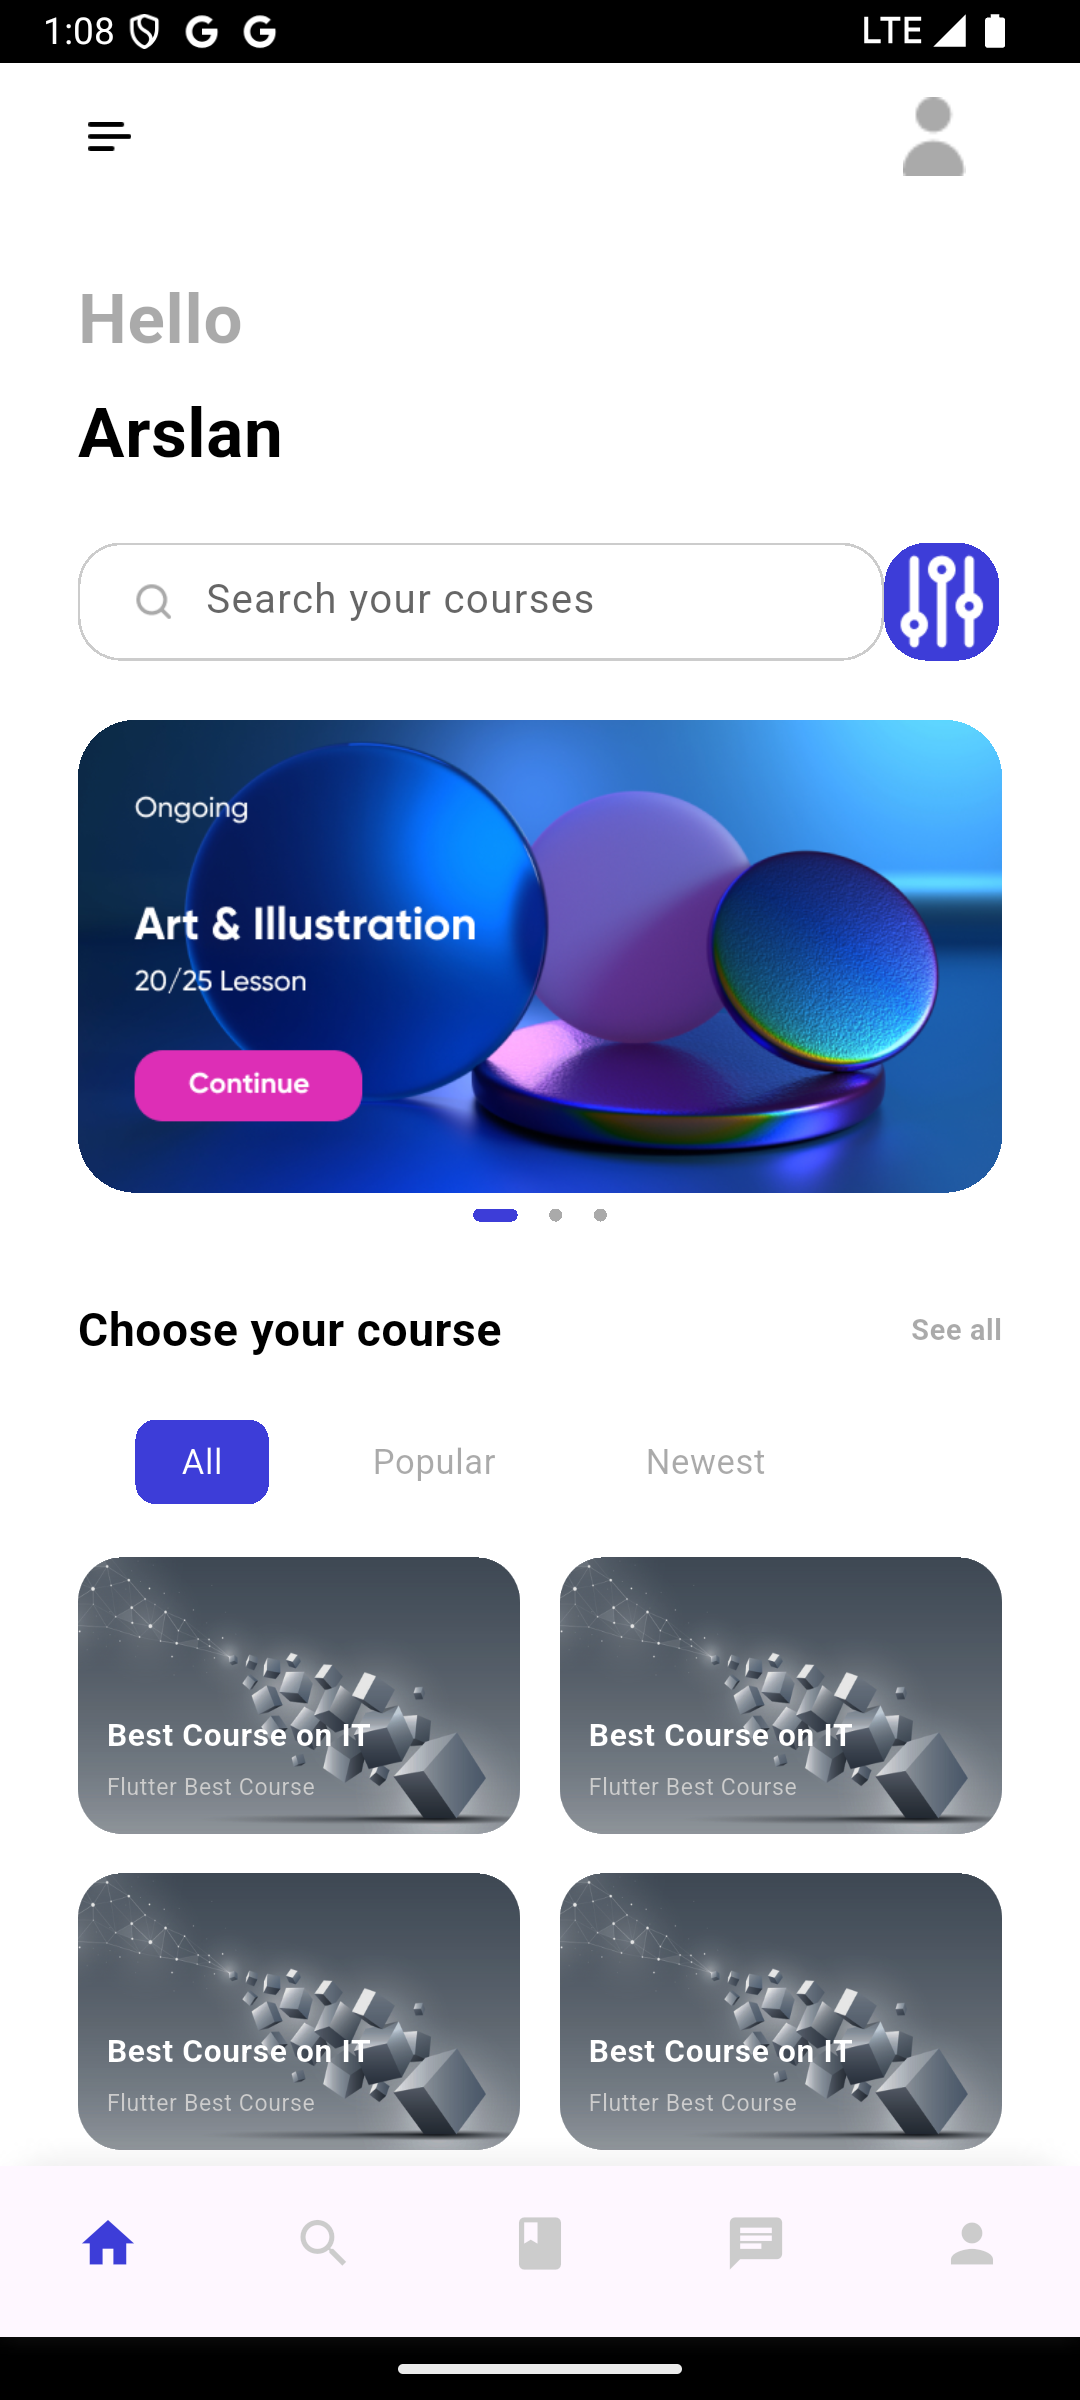 1:08 LTE
Hello
Arslan
Search your courses
Ongoing
Art & Illustration
20/25 Lesson
Continue
Choose your course See all
All Popular Newest
Best Course on IT
Flutter Best Course
Best Course on IT
Flutter Best Course
Best Course on IT
Flutter Best Course
Best Course on IT
Flutter Best Course